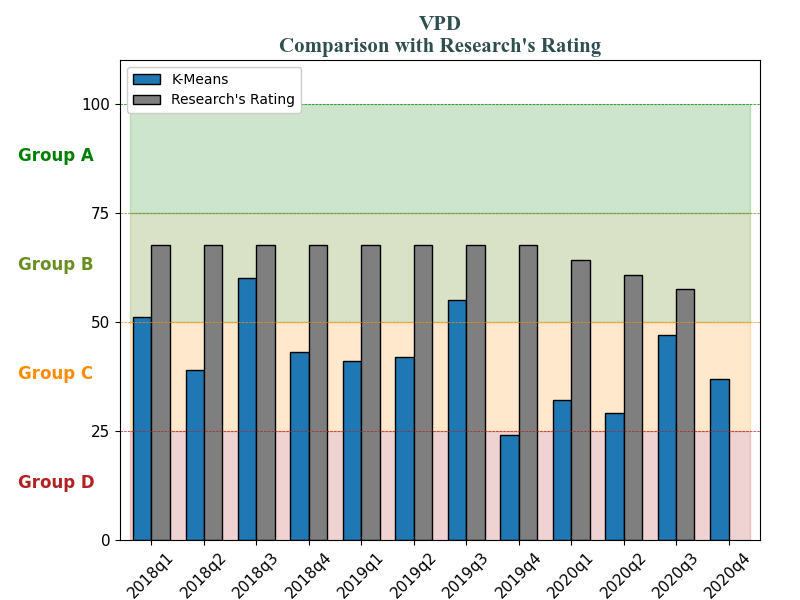 VPD
Comparison with Research's Rating
K-Means
Research's Rating
100
Group A
75
Group B
50
Group C
25
Group D
0
2018q1
2018q2
2018q3
2018q4
2019q1
2019q2
2019q3
2019q4
2020q1
2020q2
2020q3
2020q4